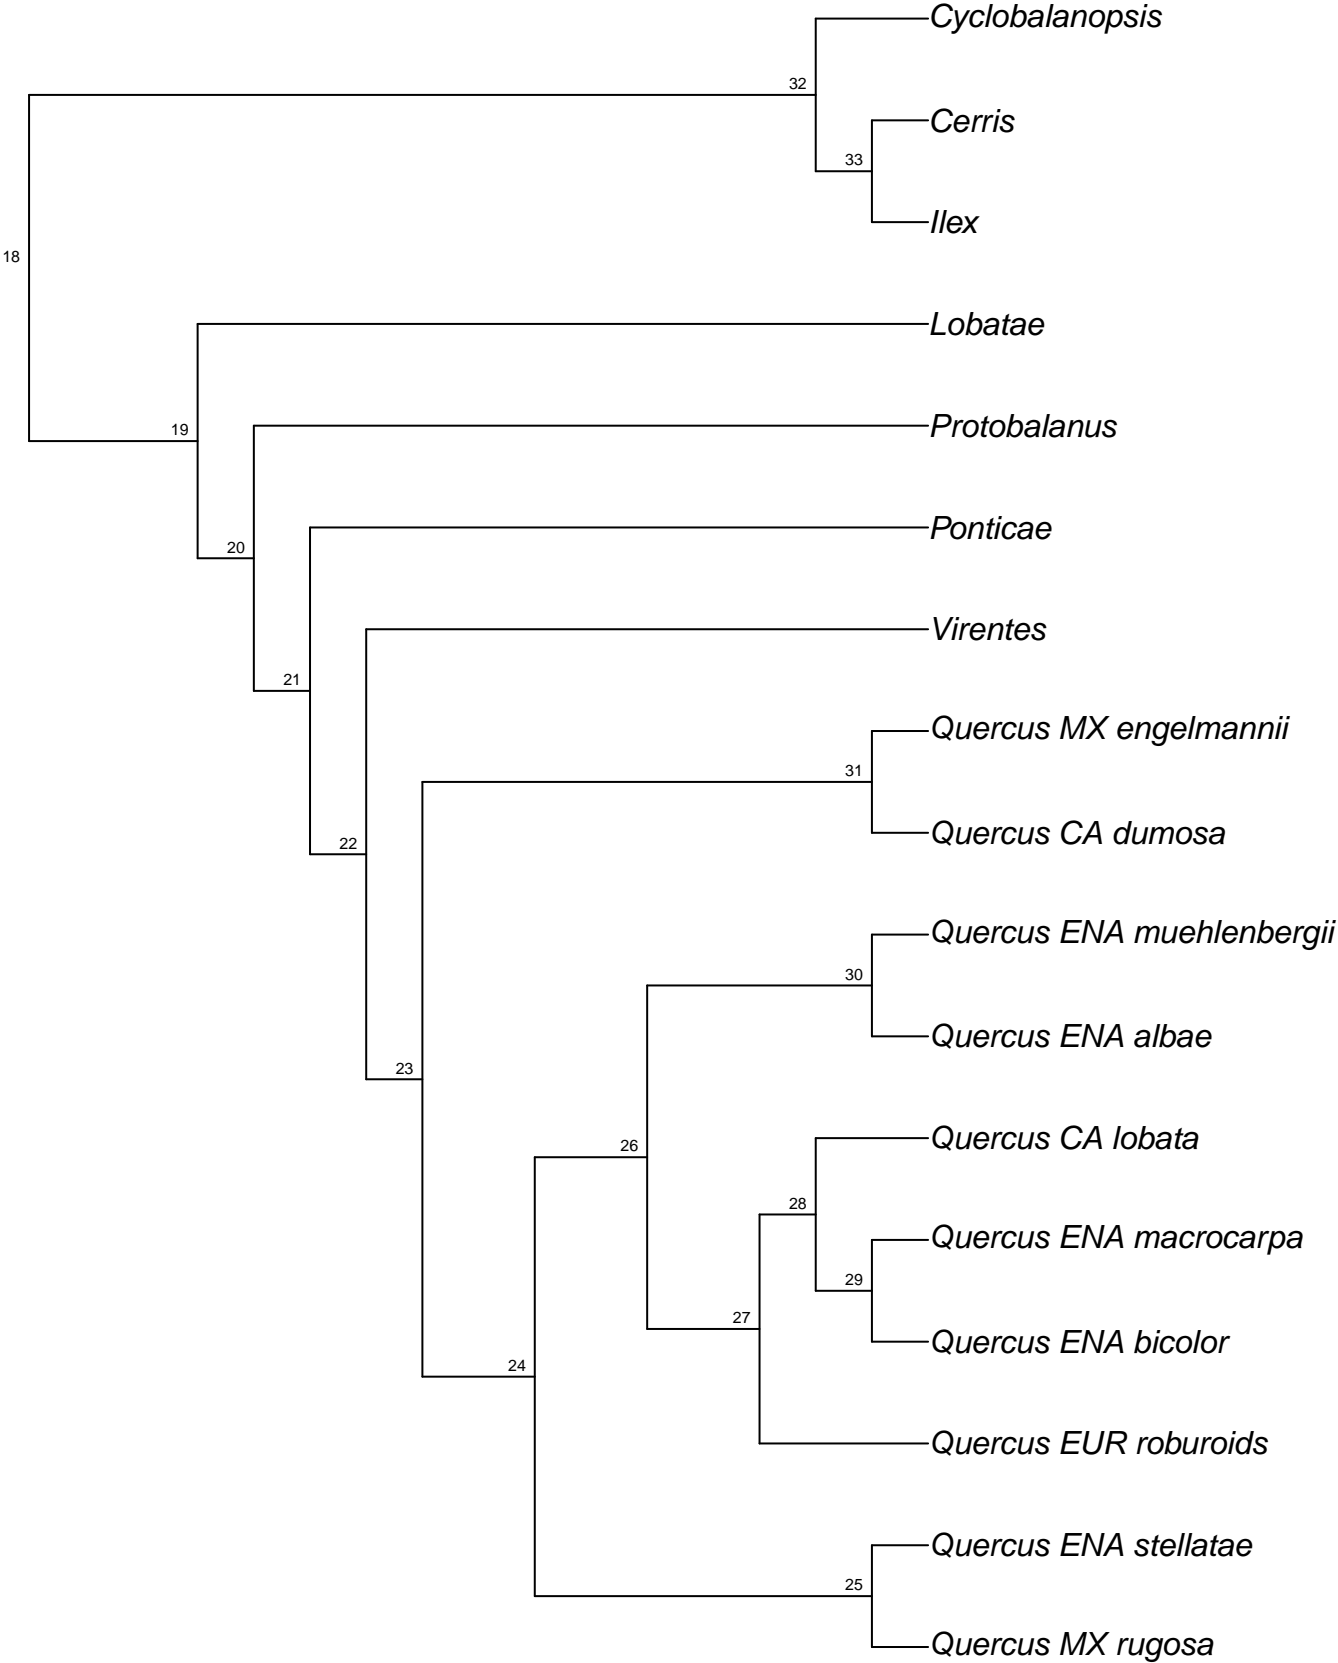 Cyclobalanopsis
32
Cerris
33
Ilex
18
Lobatae
19
Protobalanus
20
Ponticae
21
Virentes
Quercus MX engelmannii
31
Quercus CA dumosa
22
Quercus ENA muehlenbergii
30
Quercus ENA albae
23
Quercus CA lobata
26
28
Quercus ENA macrocarpa
29
27
Quercus ENA bicolor
24
Quercus EUR roburoids
Quercus ENA stellatae
25
Quercus MX rugosa